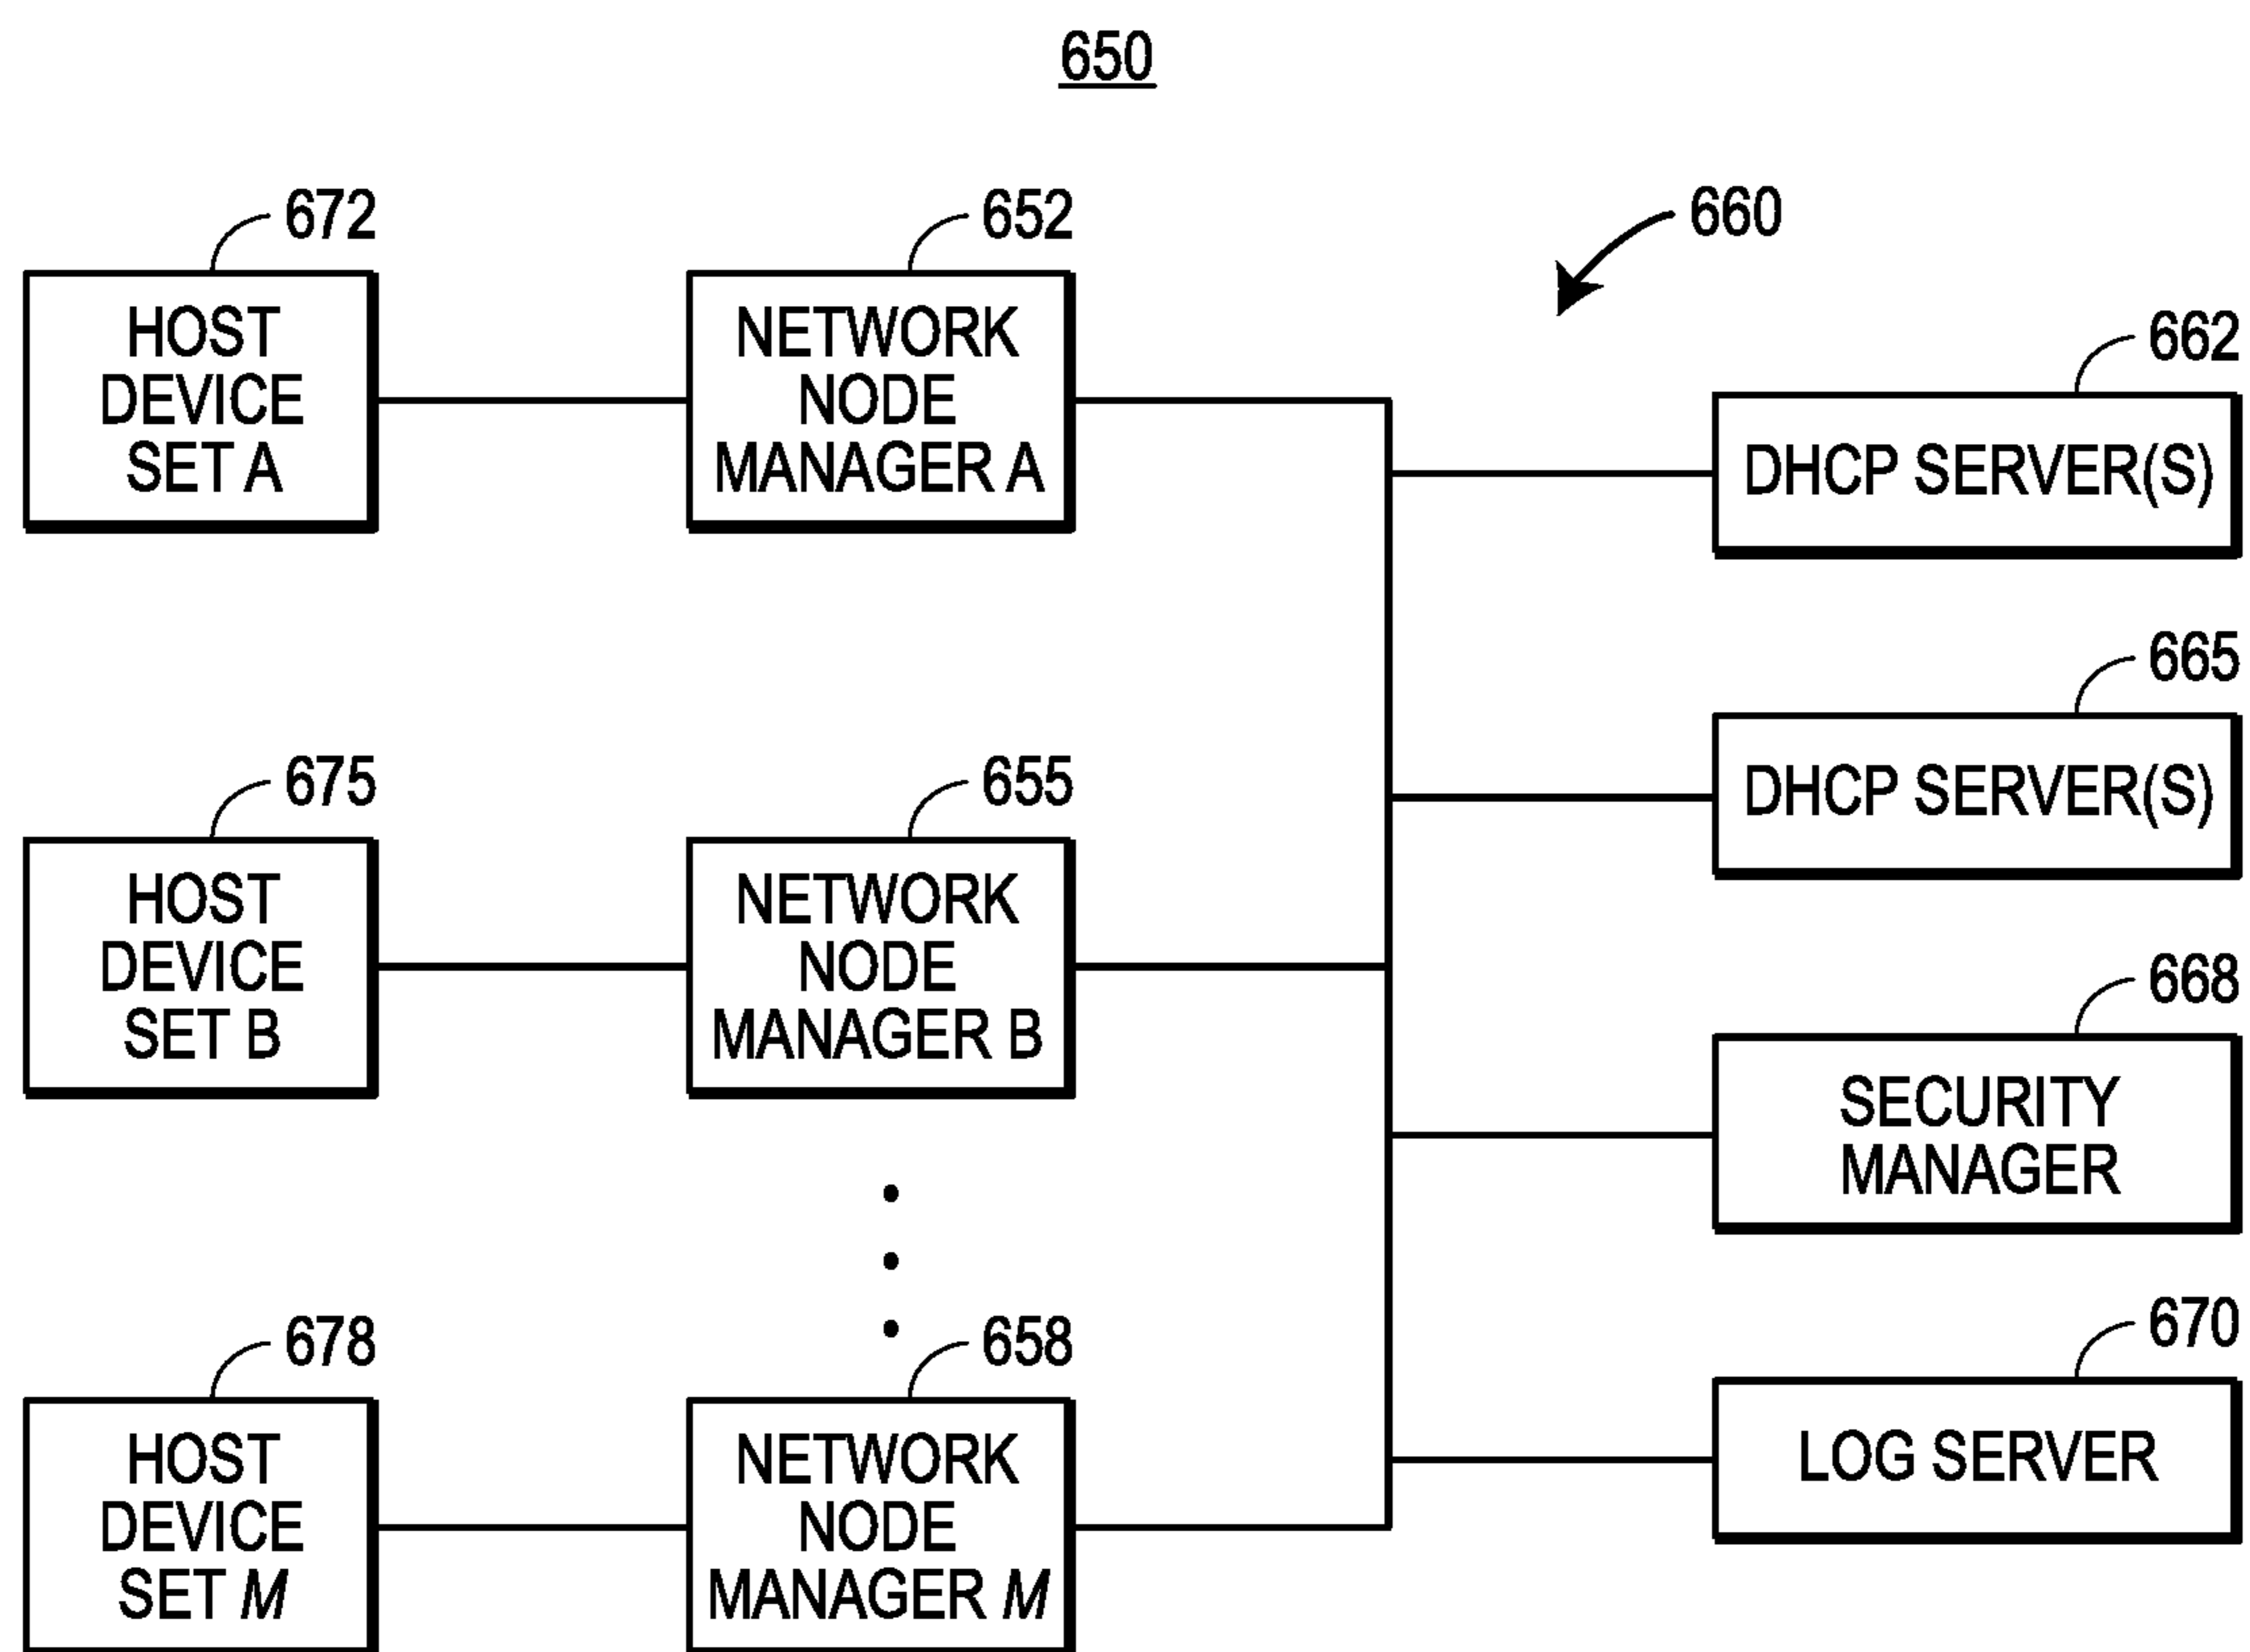 650
672
HOST
DEVICE
SET A
652
NETWORK
NODE
MANAGER A
660
662
DHCP SERVER(S)
665
DHCP SERVER(S)
675
HOST
DEVICE
SET B
655
NETWORK
NODE
MANAGER B
668
SECURITY
MANAGER
678
HOST
DEVICE
SET M
658
NETWORK
NODE
MANAGER M
670
LOG SERVER